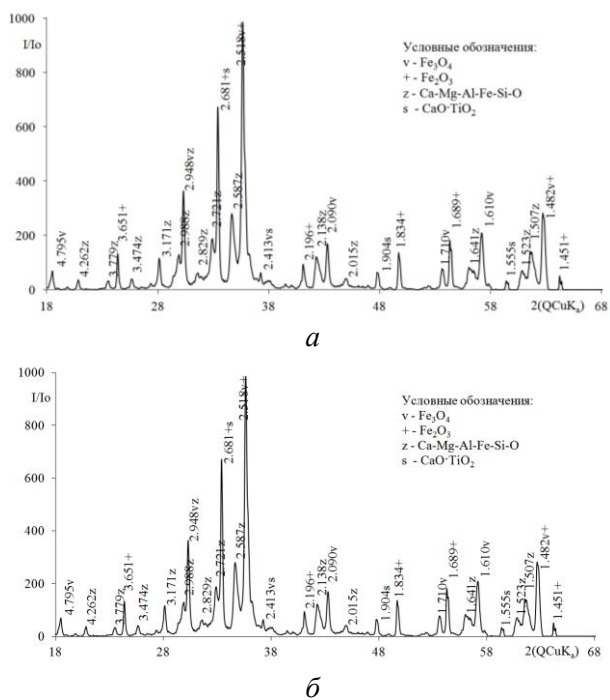 1000
I/Io
800
600
400
200
0
18 28 38 48 58 68
2(QCuKa)
4.795v
4.262z
3.779z
3.651+
3.474z
3.171z
2.988z
2.948vz
2.829z
2.721z
2.681+s
2.587z
2.518v+
2.413vs
2.196+
2.138z
2.090v
2.015z
1.904s
1.834+
1.710v
1.689+
1.641z
1.610v
1.555s
1.523z
1.507z
1.482v+
1.451+
Условные обозначения:
v - Fe₃O₄
+ - Fe₂O₃
z - Ca-Mg-Al-Fe-Si-O
s - CaO·TiO₂
а
1000
I/Io
800
600
400
200
0
18 28 38 48 58 68
2(QCuKa)
4.795v
4.262z
3.779z
3.651+
3.474z
3.171z
2.988z
2.948vz
2.829z
2.721z
2.681+s
2.587z
2.518v+
2.413vs
2.196+
2.138z
2.090v
2.015z
1.904s
1.834+
1.710v
1.689+
1.641z
1.610v
1.555s
1.523z
1.507z
1.482v+
1.451+
Условные обозначения:
v - Fe₃O₄
+ - Fe₂O₃
z - Ca-Mg-Al-Fe-Si-O
s - CaO·TiO₂
б